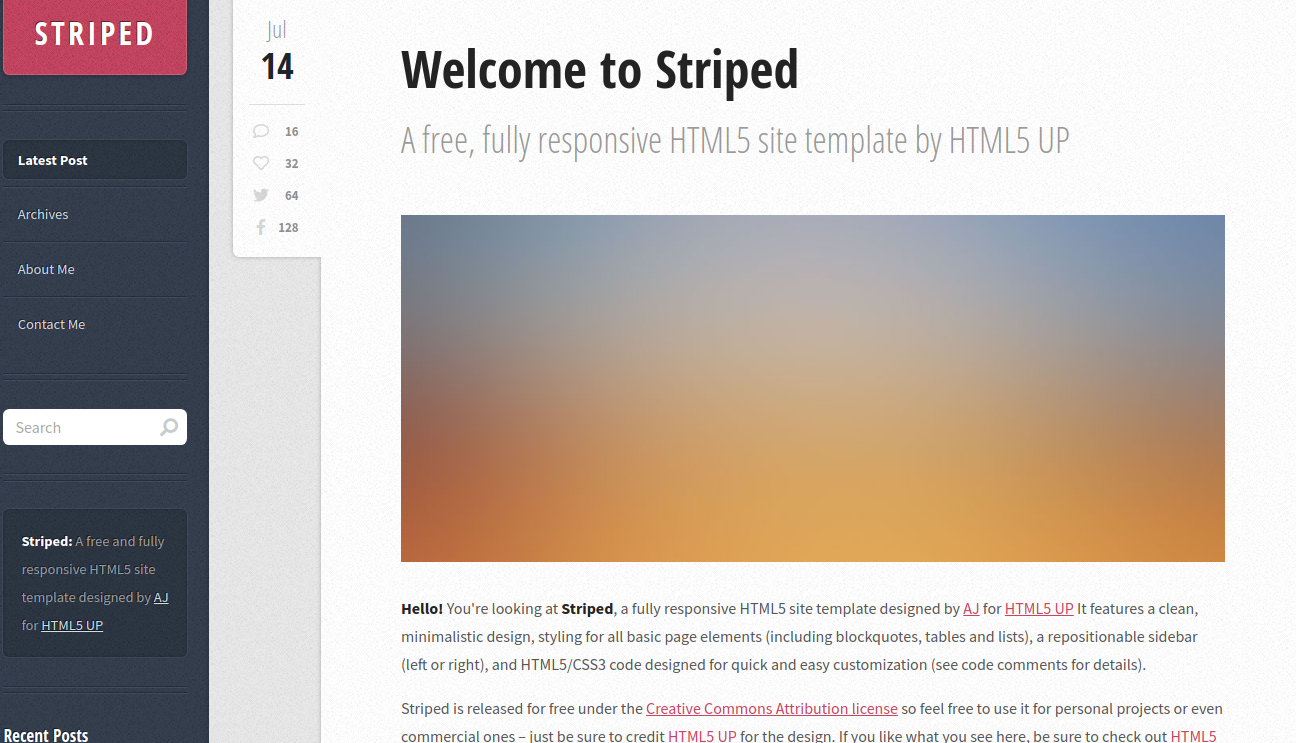 STRIPED
Latest Post
Archives
About Me
Contact Me
Search
Striped: A free and fully
responsive HTML5 site
template designed by AJ
for HTML5 UP
Recent Posts
Jul
14
16
32
64
128
Welcome to Striped
A free, fully responsive HTML5 site template by HTML5 UP
Hello! You're looking at Striped, a fully responsive HTML5 site template designed by AJ for HTML5 UP It features a clean,
minimalistic design, styling for all basic page elements (including blockquotes, tables and lists), a repositionable sidebar
(left or right), and HTML5/CSS3 code designed for quick and easy customization (see code comments for details).
Striped is released for free under the Creative Commons Attribution license so feel free to use it for personal projects or even
commercial ones – just be sure to credit HTML5 UP for the design. If you like what you see here, be sure to check out HTML5